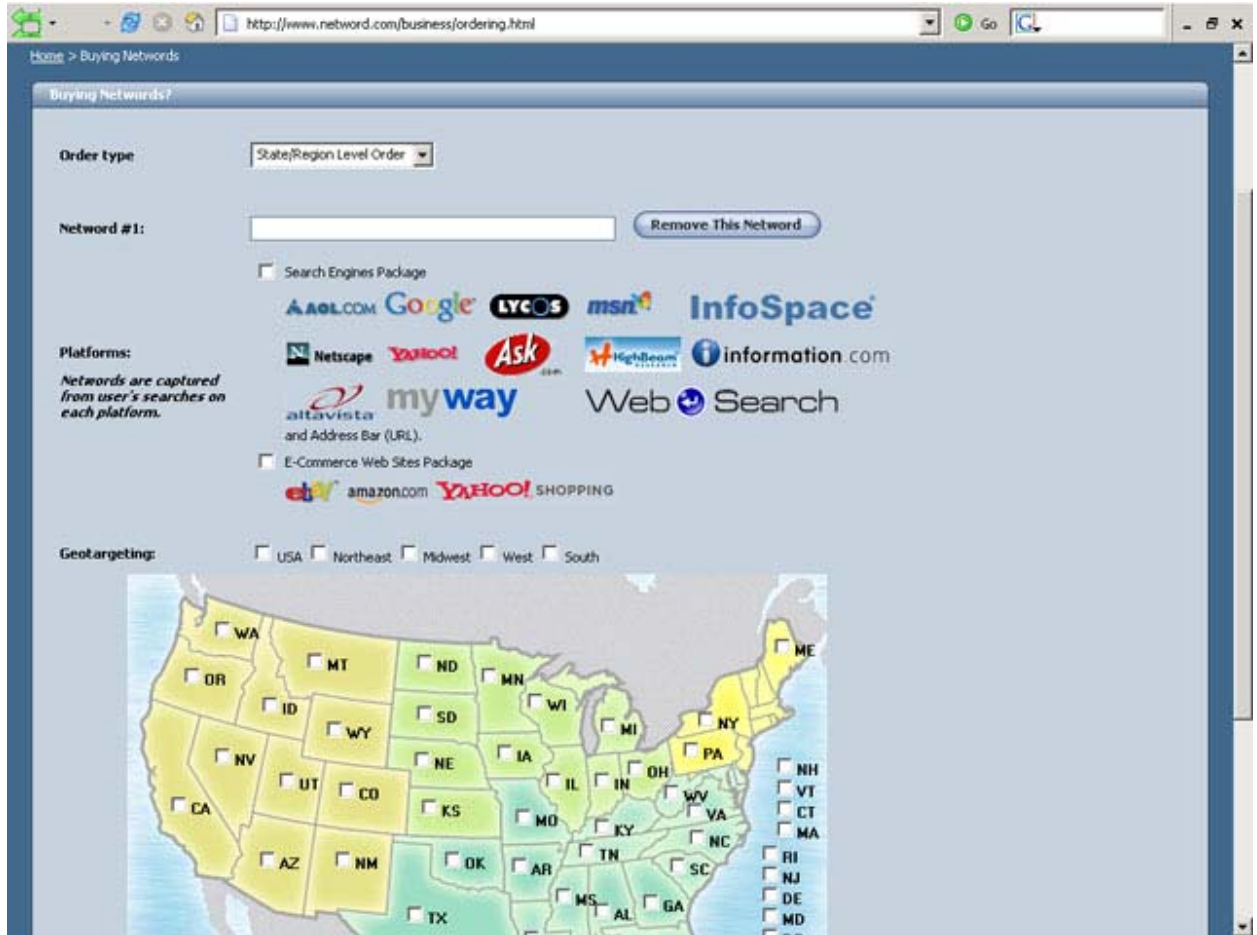 http://www.netword.com/business/ordering.html
Go
Home > Buying Networds
Buying Networds?
Order type
State/Region Level Order
Netword #1:
Remove This Netword
Search Engines Package
AOL.COM Google LYCOS msn InfoSpace
Platforms:
Netscape YAHOO! Ask.com HighBeam RESEARCH information.com
Networds are captured
from user's searches on
each platform.
altavista myway Web Search
and Address Bar (URL).
E-Commerce Web Sites Package
ebay amazon.com YAHOO! SHOPPING
Geotargeting:
USA Northeast Midwest West South
WA
MT ND MN ME
OR
ID SD WI
WY MI NY
NV NE IA PA
UT CO IL IN OH NH
CA KS WV VT
MO KY VA CT
NC MA
AZ NM OK AR TN SC RI
NJ
TX MS AL GA DE
MD